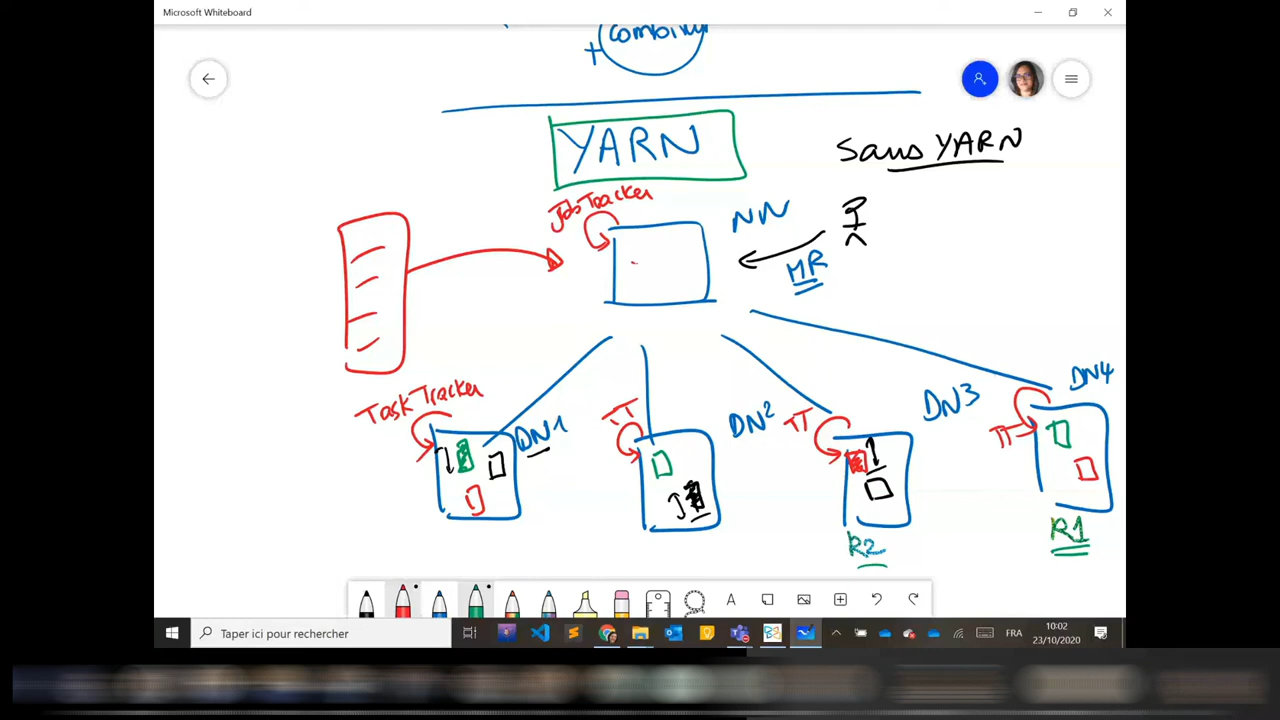 Microsoft Whiteboard
+
combiner
YARN
Sans YARN
JobTracker
NN
MR
DN4
TaskTracker
DN1
TT
DN2
TT
DN3
TT
R2
R1
A
Taper ici pour rechercher
FRA
10:02
23/10/2020